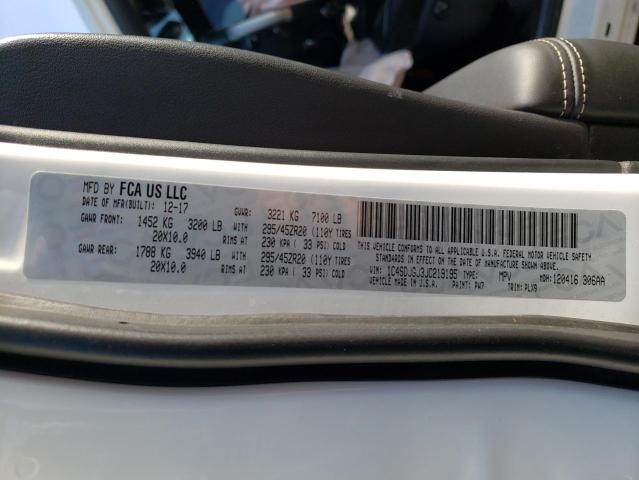 MFD BY FCA US LLC
DATE OF MFR(BUILT): 12-17 GVWR: 3221 KG 7100 LB
GAWR FRONT: 1452 KG 3200 LB WITH 295/45ZR20 (110Y TIRES
20X10.0 RIMS AT 230 KPA ( 33 PSI) COLD
GAWR REAR: 1788 KG 3940 LB WITH 295/45ZR20 (110Y TIRES
20X10.0 RIMS AT 230 KPA ( 33 PSI) COLD
THIS VEHICLE CONFORMS TO ALL APPLICABLE U.S.A. FEDERAL MOTOR VEHICLE SAFETY
STANDARDS IN EFFECT ON THE DATE OF MANUFACTURE SHOWN ABOVE.
VIN: 1C4SDJGJ3JC219195 TYPE: MPV MDH: 120416 306AA
VEHICLE MADE IN U.S.A. PAINT: PW7 TRIM: PLX9